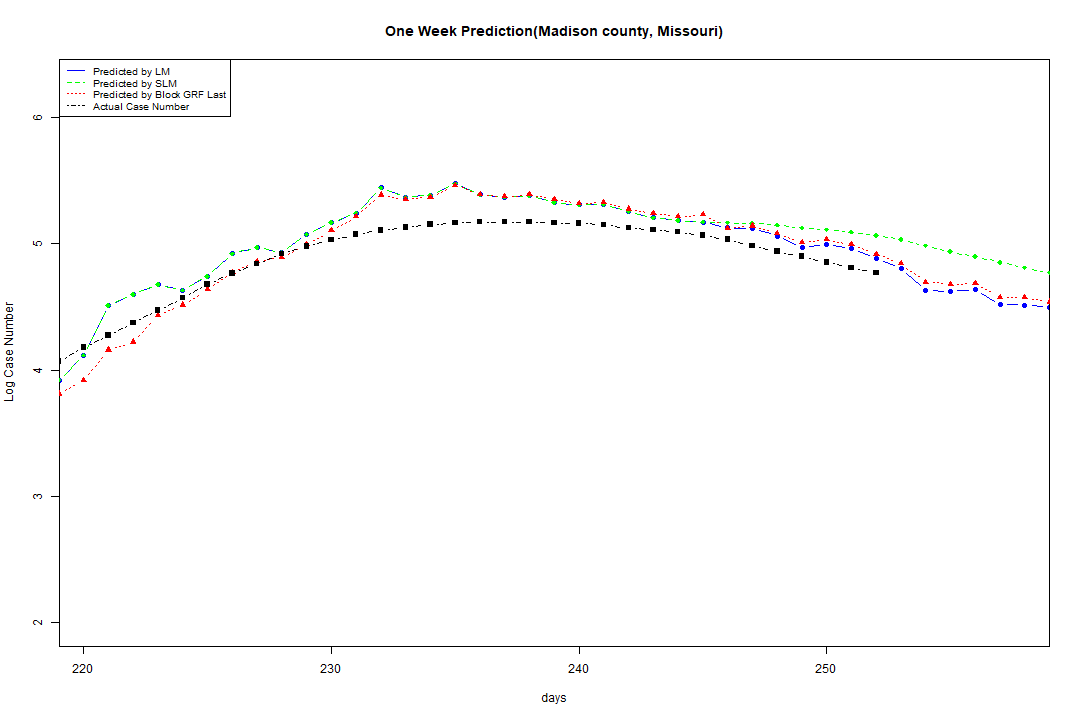 One Week Prediction(Madison county, Missouri)
Predicted by LM
Predicted by SLM
Predicted by Block GRF Last
Actual Case Number
6
5
4
3
2
Log Case Number
220 230 240 250
days